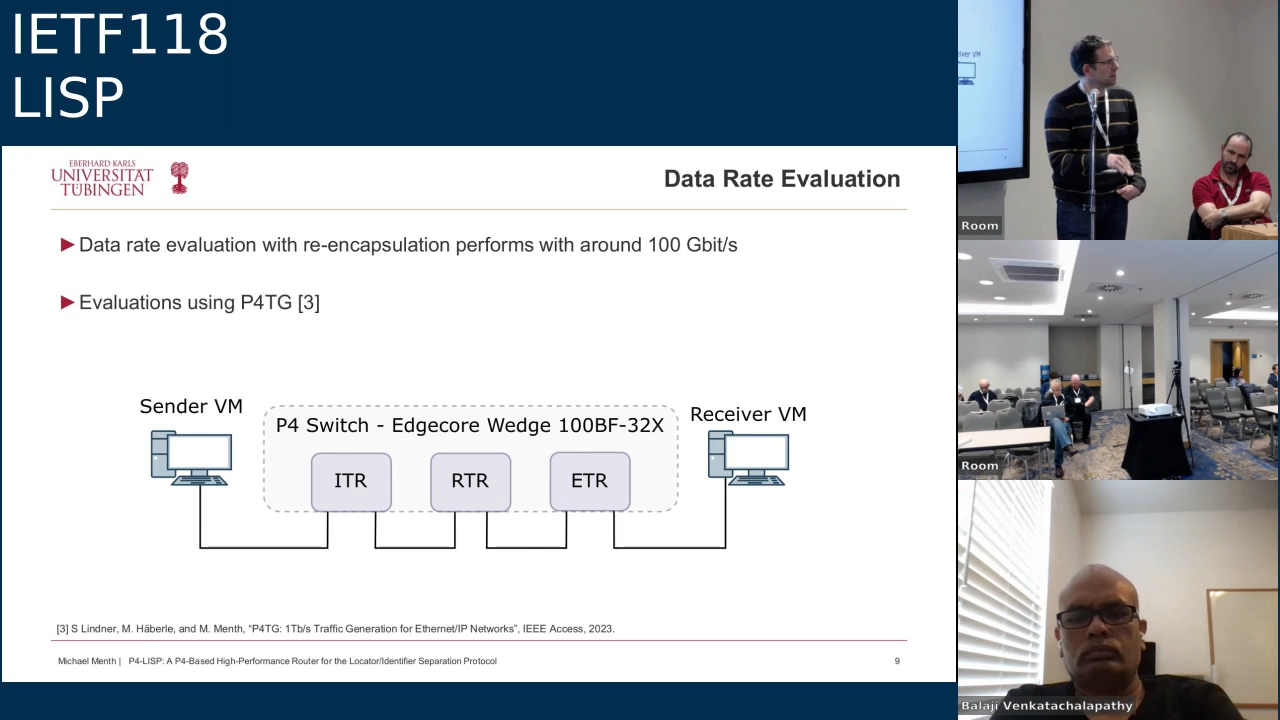 IETF118
LISP
EBERHARD KARLS
UNIVERSITÄT
TÜBINGEN
Data Rate Evaluation
►Data rate evaluation with re-encapsulation performs with around 100 Gbit/s
►Evaluations using P4TG [3]
Sender VM
P4 Switch - Edgecore Wedge 100BF-32X
Receiver VM
ITR
RTR
ETR
[3] S Lindner, M. Häberle, and M. Menth, "P4TG: 1Tb/s Traffic Generation for Ethernet/IP Networks", IEEE Access, 2023.
Michael Menth | P4-LISP: A P4-Based High-Performance Router for the Locator/Identifier Separation Protocol
9
eiver VM
Room
Room
Balaji Venkatachalapathy